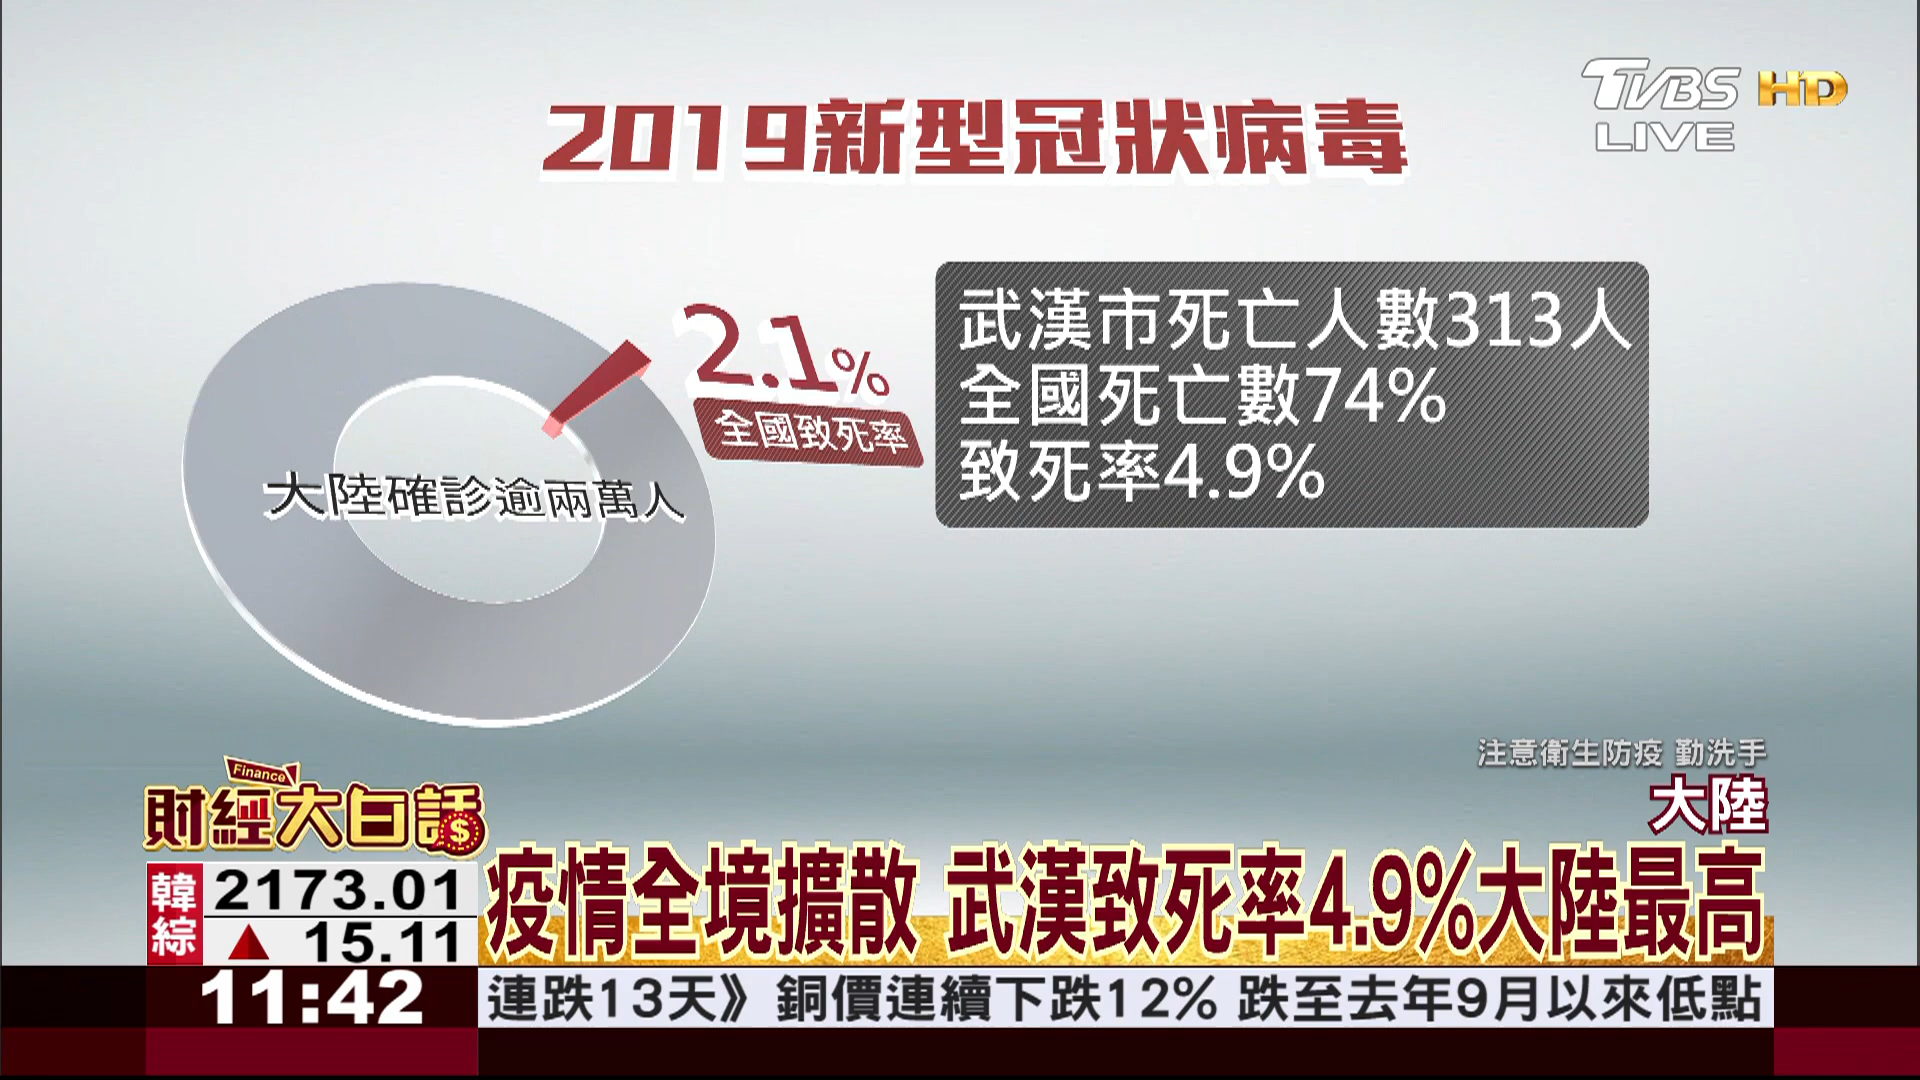 TVBS HD
LIVE
2019新型冠狀病毒
2.1%
全國致死率
大陸確診逾兩萬人
武漢市死亡人數313人
全國死亡數74%
致死率4.9%
注意衛生防疫 勤洗手
大陸
Finance
財經大白話
$
疫情全境擴散 武漢致死率4.9%大陸最高
韓綜
2173.01
▲ 15.11
11:42
連跌13天》銅價連續下跌12% 跌至去年9月以來低點